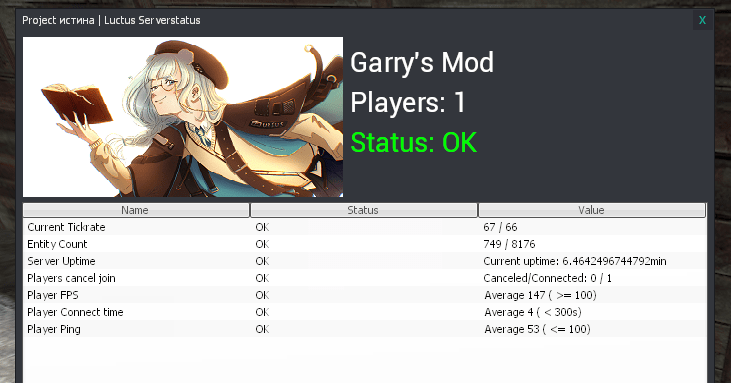 Project истина | Luctus Serverstatus X
Garry's Mod
Players: 1
Status: OK
Name Status Value
Current Tickrate OK 67 / 66
Entity Count OK 749 / 8176
Server Uptime OK Current uptime: 6.4642496744792min
Players cancel join OK Canceled/Connected: 0 / 1
Player FPS OK Average 147 ( >= 100)
Player Connect time OK Average 4 ( < 300s)
Player Ping OK Average 53 ( <= 100)